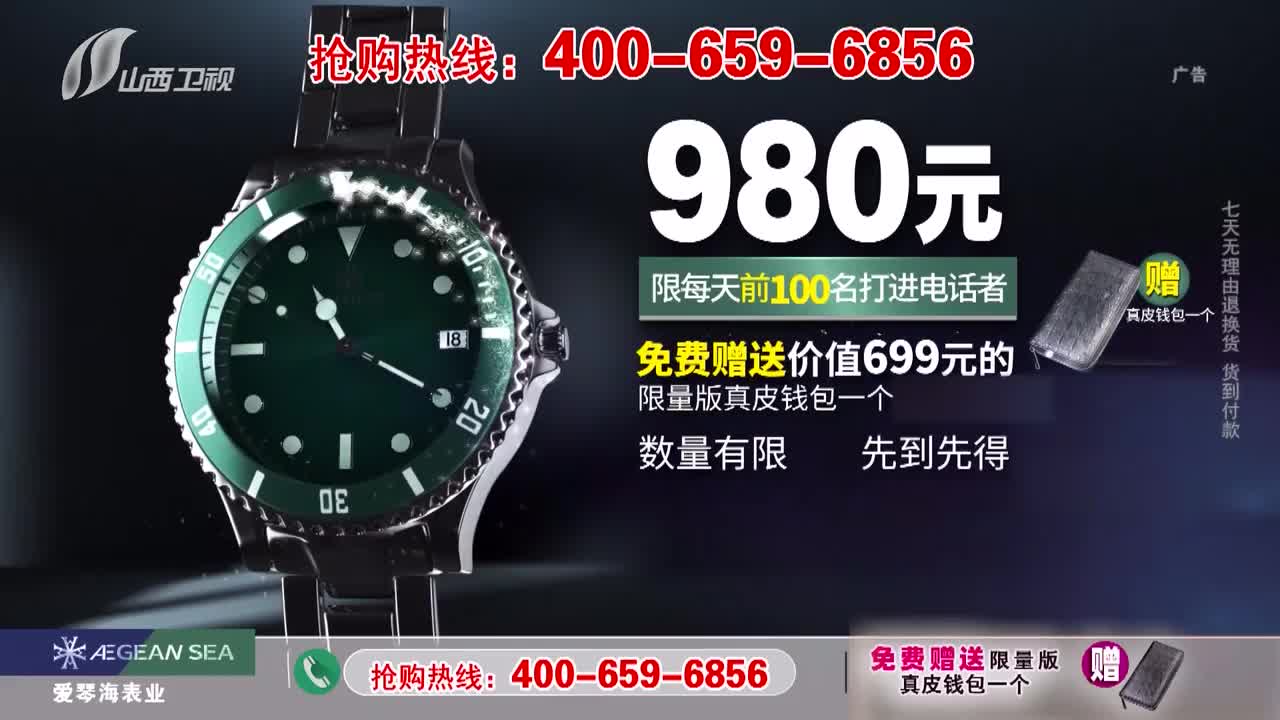 山西卫视
抢购热线：400-659-6856
广告
980元
限每天前100名打进电话者
免费赠送价值699元的
限量版真皮钱包一个
数量有限 先到先得
赠
真皮钱包一个
七天无理由退换货 货到付款
10
20
30
40
50
18
ÆGEAN SEA
爱琴海表业
抢购热线：400-659-6856
免费赠送限量版
真皮钱包一个
赠